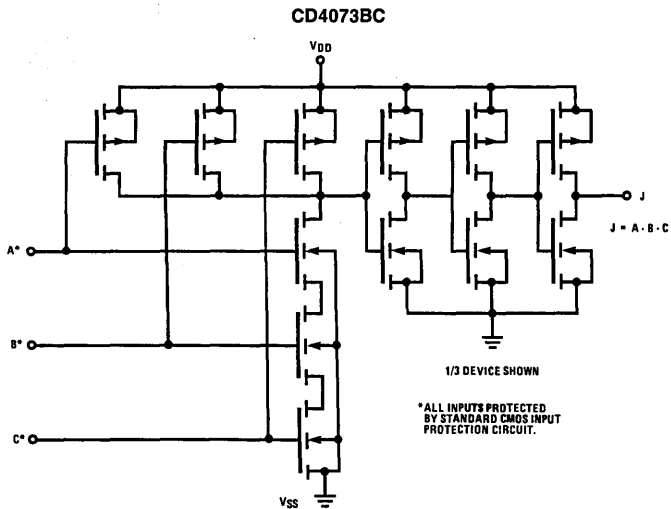 CD4073BC
VDD
J
J = A · B · C
A*
B*
C*
1/3 DEVICE SHOWN
*ALL INPUTS PROTECTED
BY STANDARD CMOS INPUT
PROTECTION CIRCUIT.
VSS